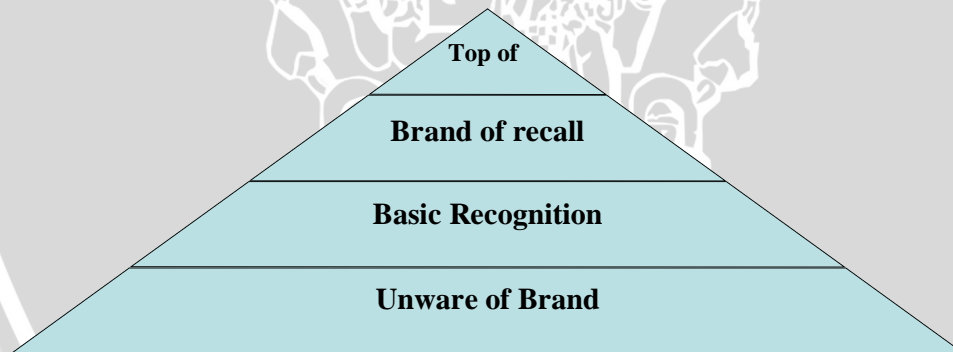 Top of
Brand of recall
Basic Recognition
Unware of Brand